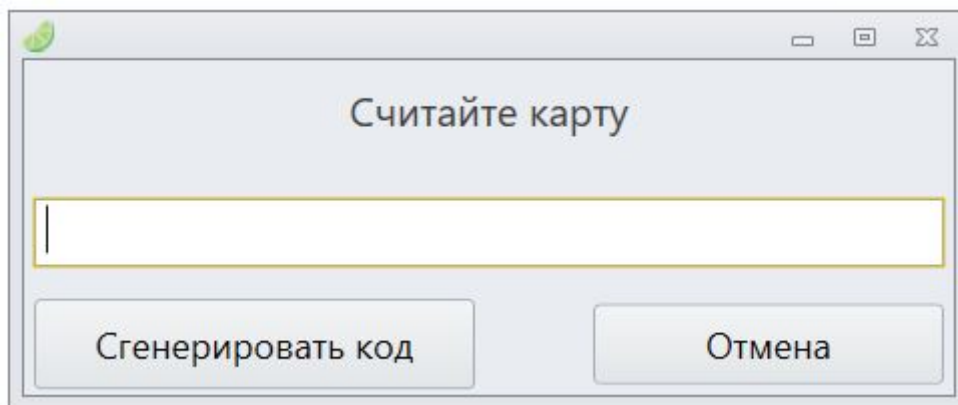 Считайте карту
Сгенерировать код
Отмена